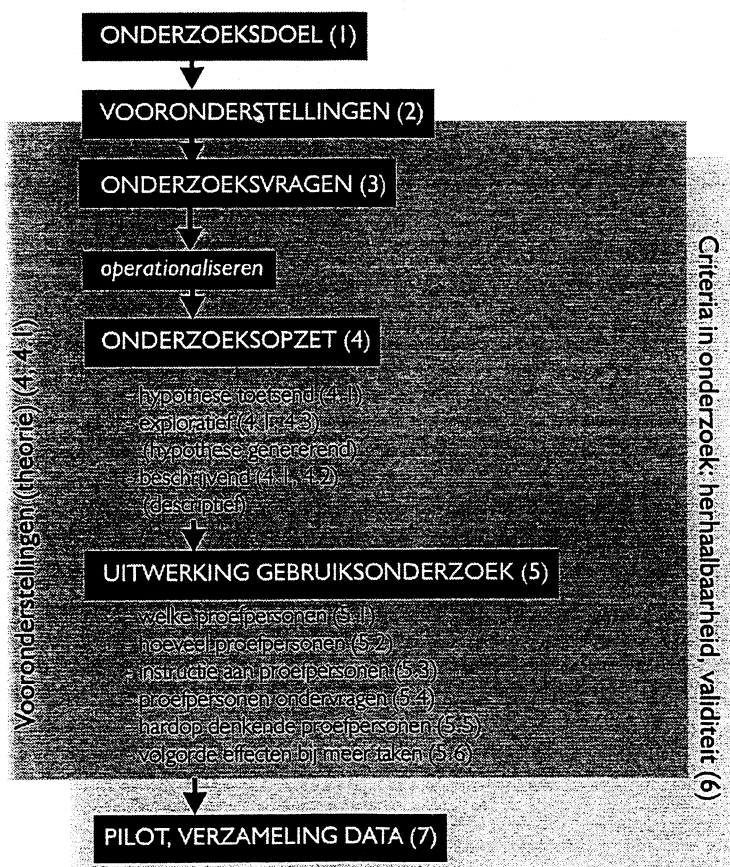 ONDERZOEKSDOEL (1)
VOORONDERSTELLINGEN (2)
ONDERZOEKSVRAGEN (3)
operationaliseren
ONDERZOEKSOPZET (4)
hypothese toetsend (4.1)
- exploratief (4.1, 4.3)
(hypothese genererend)
beschrijvend (4.1, 4.2)
(descriptief)
UITWERKING GEBRUIKSONDERZOEK (5)
- welke proefpersonen (5.1)
hoeveel proefpersonen (5.2)
- instructie aan proefpersonen (5.3)
proefpersonen ondervragen (5.4)
hardop denkende proefpersonen (5.5)
volgorde effecten bij meer taken (5.6)
PILOT, VERZAMELING DATA (7)
Vooronderstellingen (theorie) (4, 4.1)
Criteria in onderzoek: herhaalbaarheid, validiteit (6)